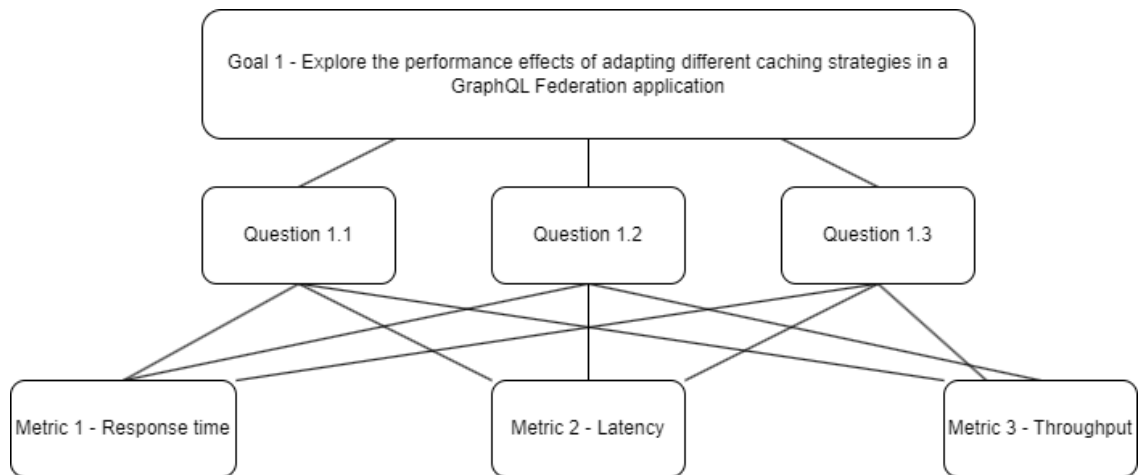 Goal 1 - Explore the performance effects of adapting different caching strategies in a
GraphQL Federation application
Question 1.1
Question 1.2
Question 1.3
Metric 1 - Response time
Metric 2 - Latency
Metric 3 - Throughput